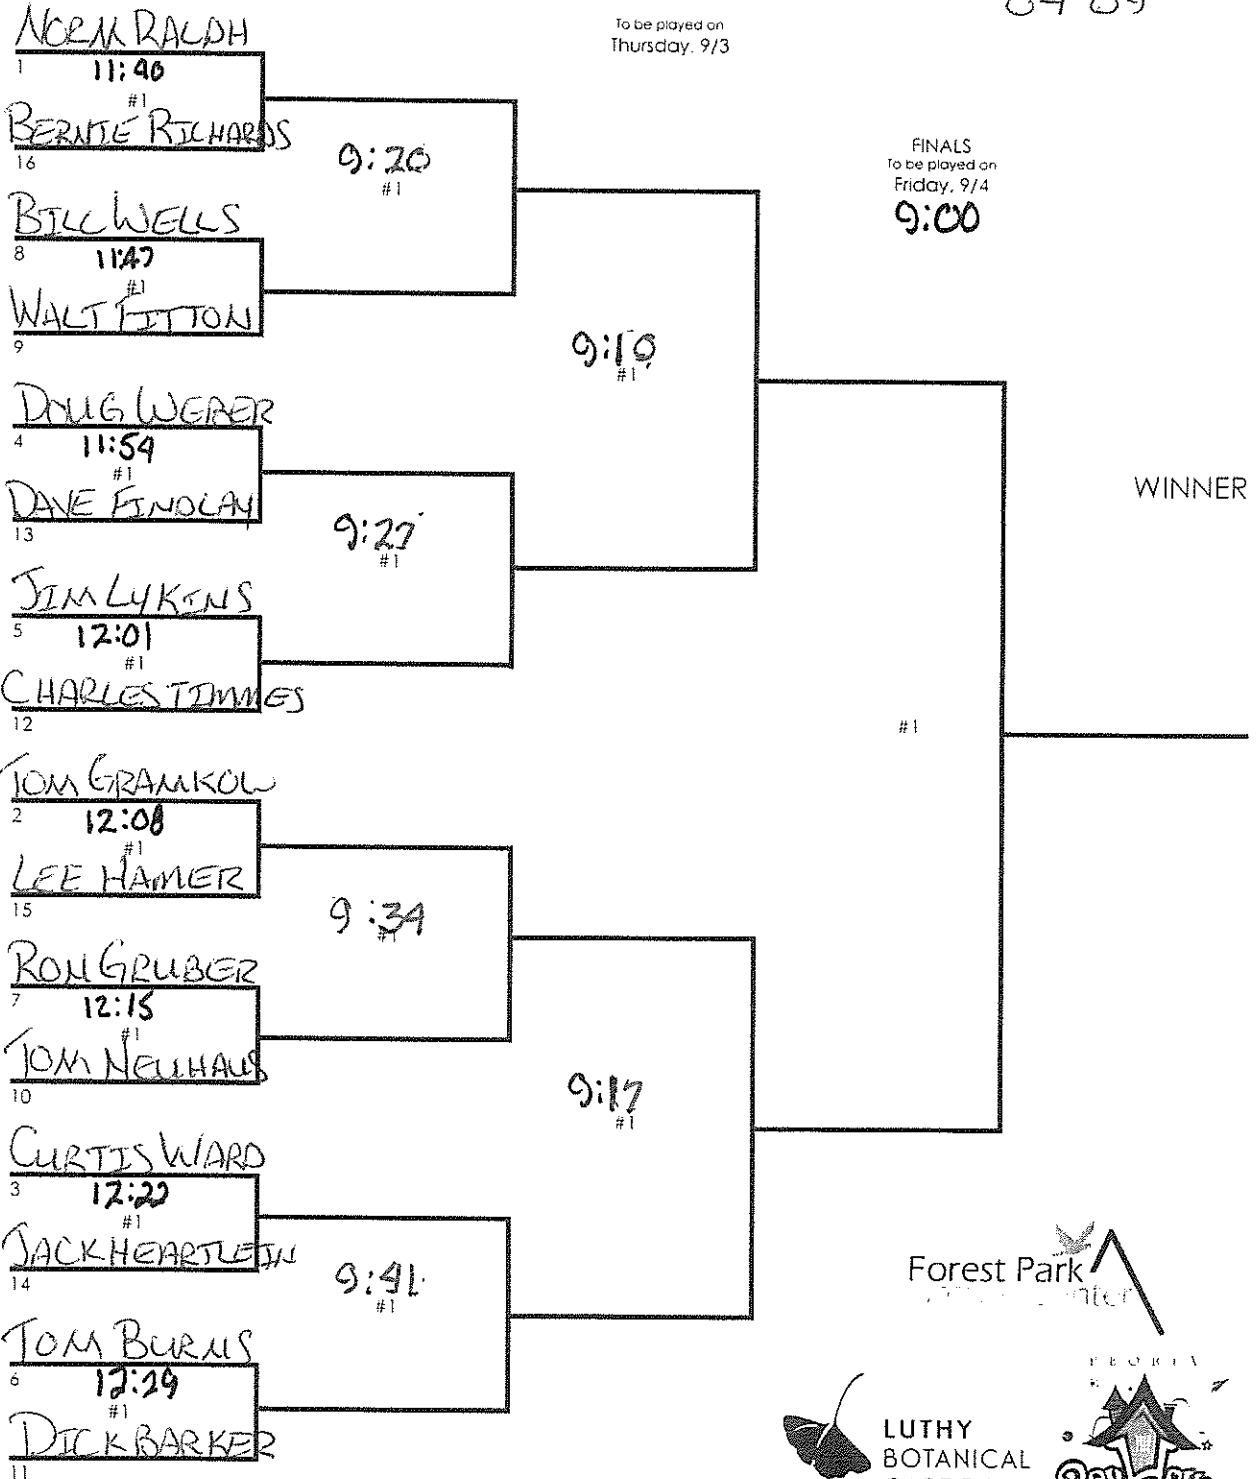 To be played on
Thursday, 9/3
NORM RALPH
1
11:40
#1
BERNIE RICHARDS
16
9:20
#1
FINALS
To be played on
Friday, 9/4
9:00
BILL WELLS
8
11:47
#1
WALT FITTON
9
9:10
#1
DOUG WEBER
4
11:54
#1
DAVE FINDLAY
13
9:27
#1
WINNER
JIM LYKINS
5
12:01
#1
CHARLES TIMMES
12
#1
TOM GRAMKOW
2
12:08
#1
LEE HAMER
15
9:34
#1
RON GRUBER
7
12:15
#1
TOM NEUHAUS
10
9:17
#1
CURTIS WARD
3
12:22
#1
JACK HEARTLEIN
14
9:41
#1
Forest Park
TOM BURNS
6
12:29
#1
DICK BARKER
11
PEORIA
LUTHY
BOTANICAL